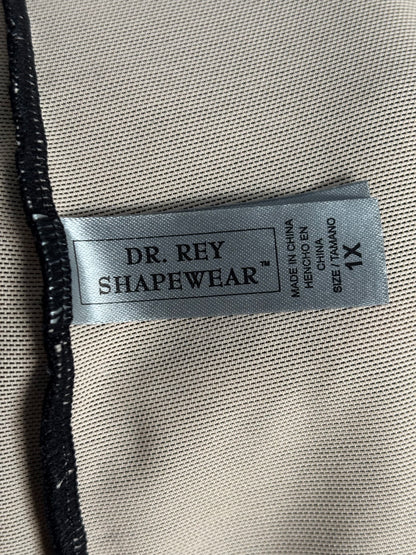 DR. REY
SHAPEWEAR™
MADE IN CHINA
HENCHO EN
CHINA
SIZE / TAMANO
1X